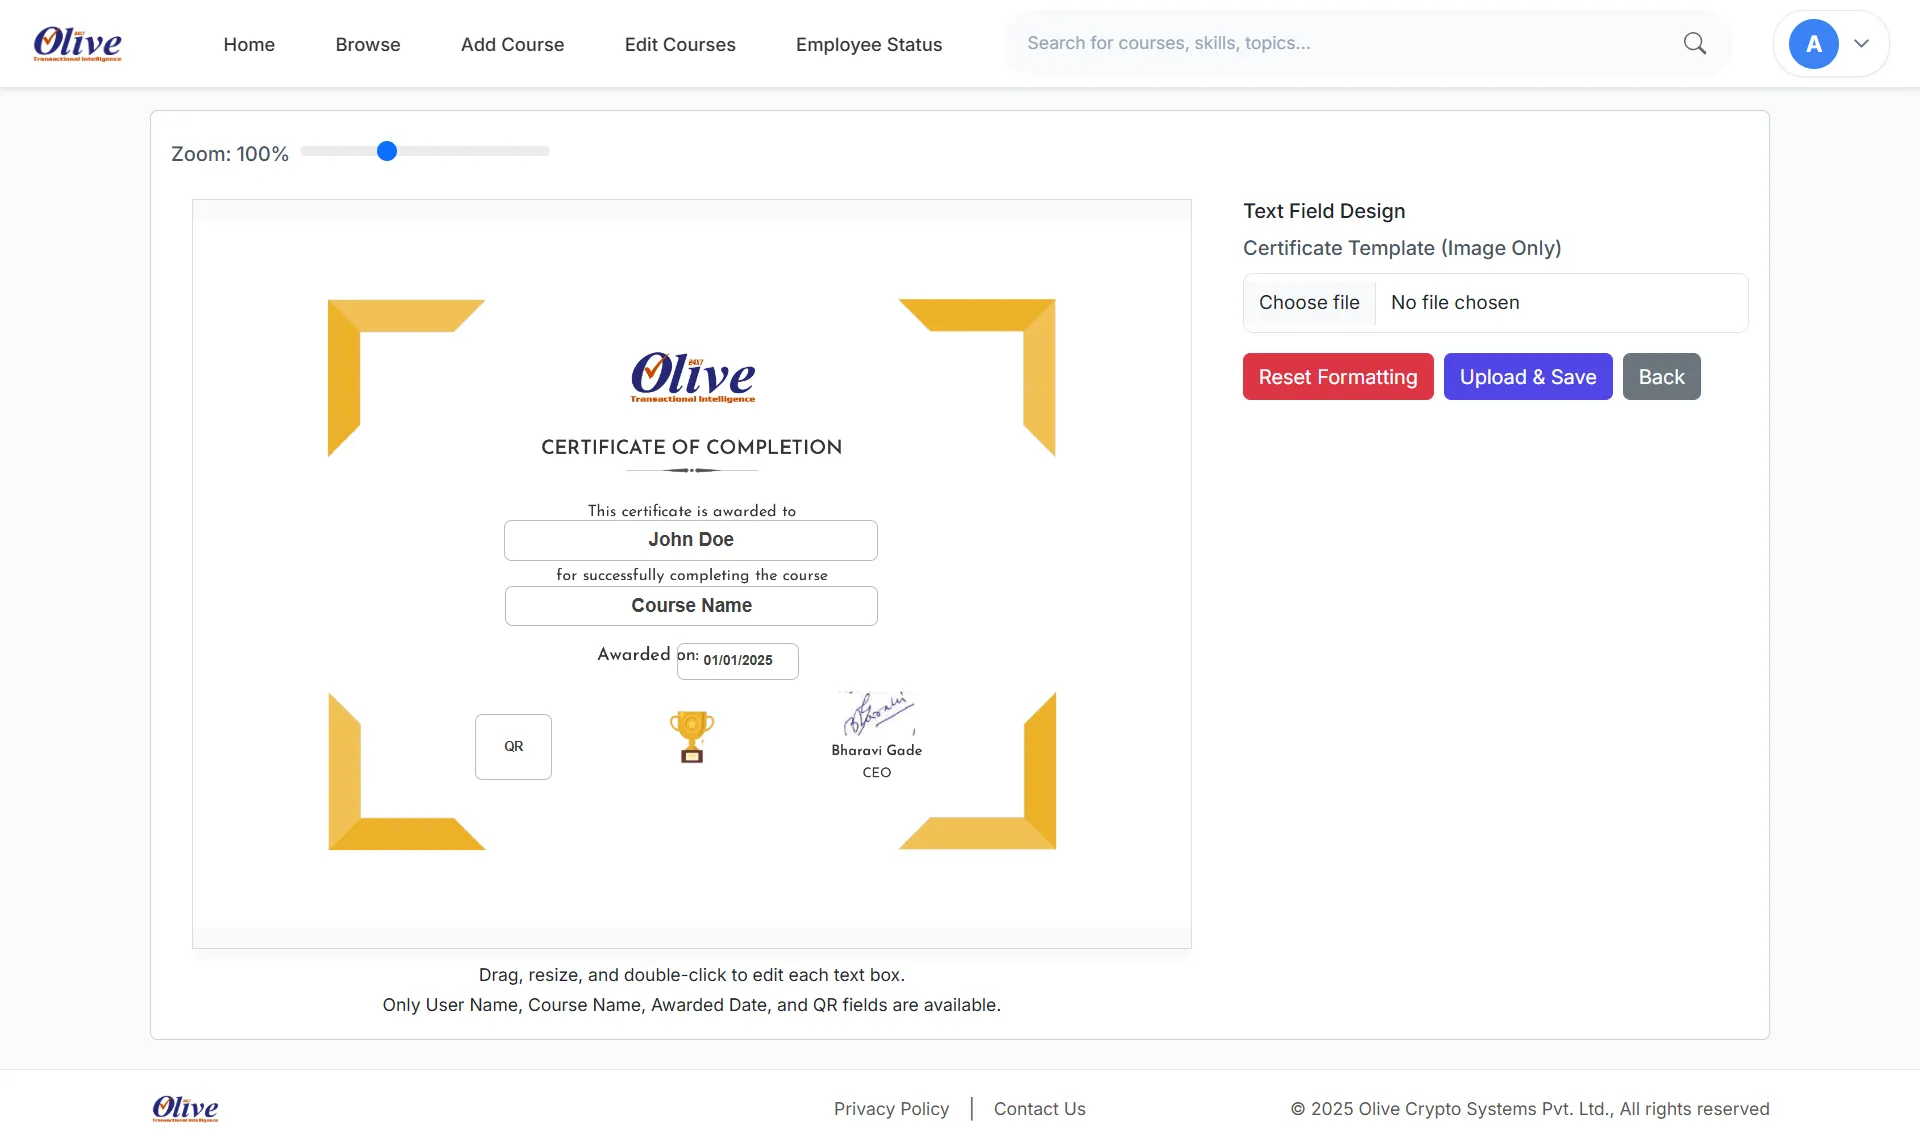 Olive
24X7
Transactional Intelligence
Home
Browse
Add Course
Edit Courses
Employee Status
Search for courses, skills, topics...
A
Zoom: 100%
Olive
24X7
Transactional Intelligence
CERTIFICATE OF COMPLETION
This certificate is awarded to
John Doe
for successfully completing the course
Course Name
Awarded on: 01/01/2025
QR
Bharavi Gade
CEO
Drag, resize, and double-click to edit each text box.
Only User Name, Course Name, Awarded Date, and QR fields are available.
Text Field Design
Certificate Template (Image Only)
Choose file No file chosen
Reset Formatting
Upload & Save
Back
Olive
Transactional Intelligence
Privacy Policy | Contact Us
© 2025 Olive Crypto Systems Pvt. Ltd., All rights reserved